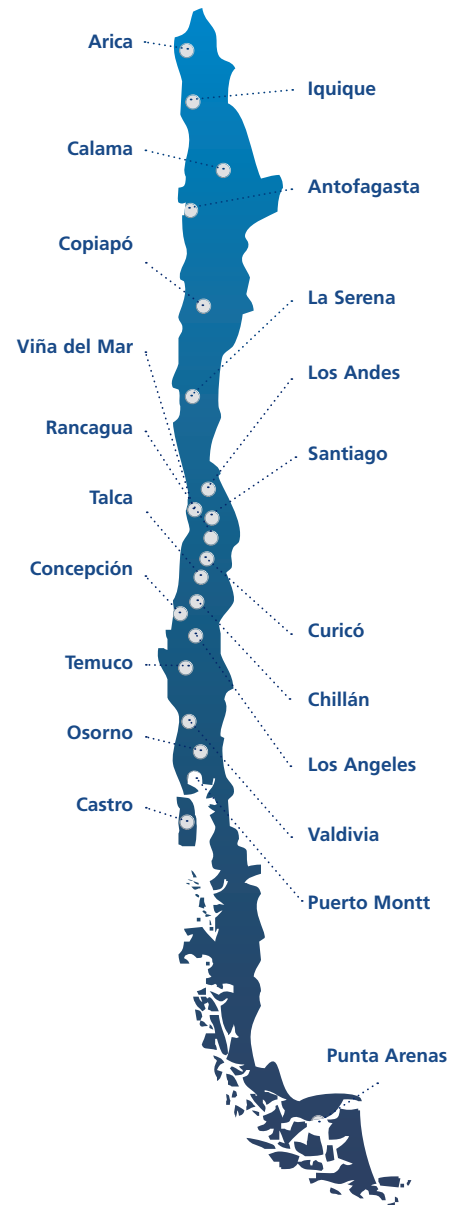 Arica
Iquique
Calama
Antofagasta
Copiapó
La Serena
Viña del Mar
Los Andes
Rancagua
Santiago
Talca
Concepción
Curicó
Temuco
Chillán
Osorno
Los Angeles
Castro
Valdivia
Puerto Montt
Punta Arenas